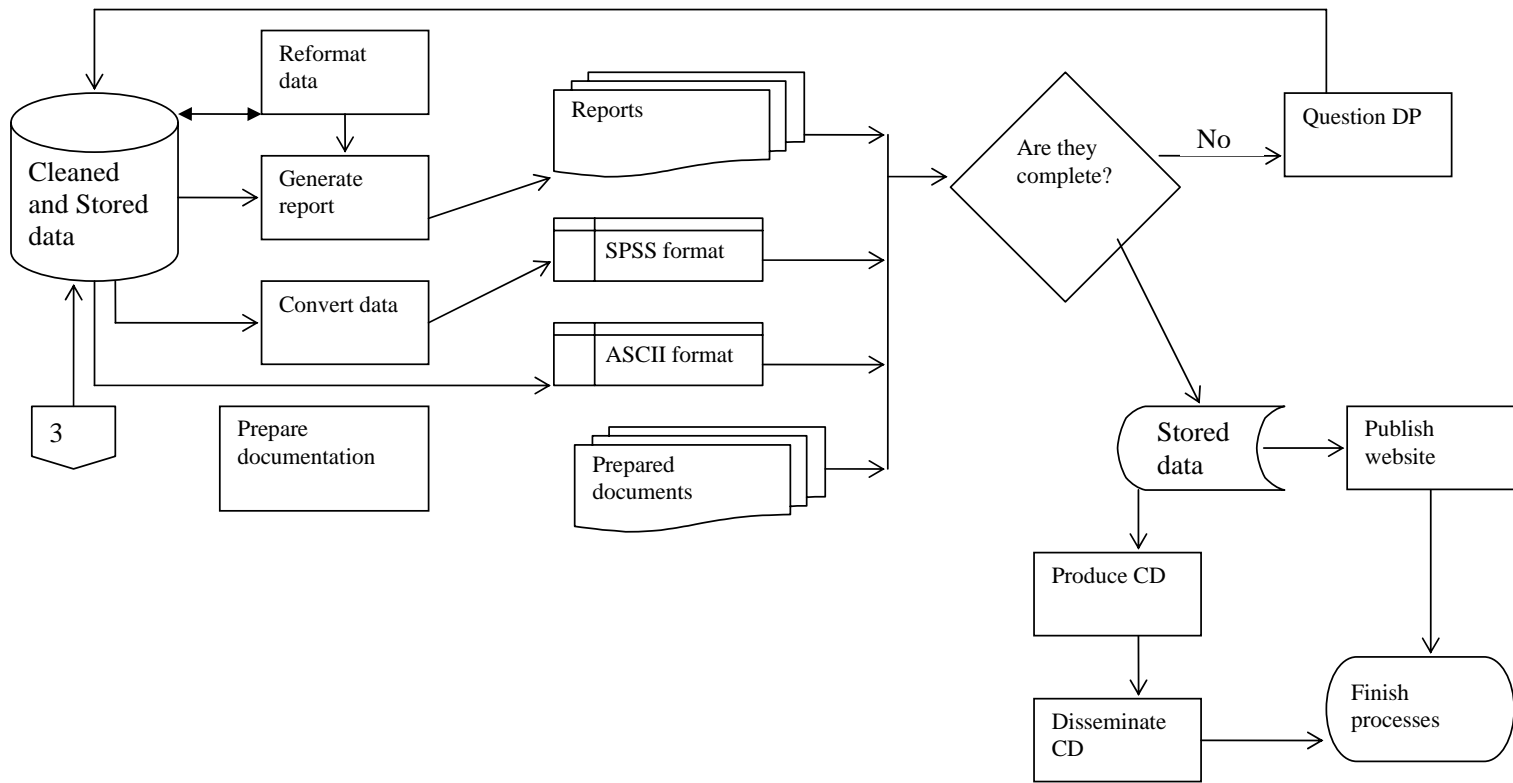 Reformat
data
Reports
Question DP
No
Are they
complete?
Cleaned
and Stored
data
Generate
report
SPSS format
Convert data
ASCII format
3
Prepare
documentation
Prepared
documents
Stored
data
Publish
website
Produce CD
Disseminate
CD
Finish
processes